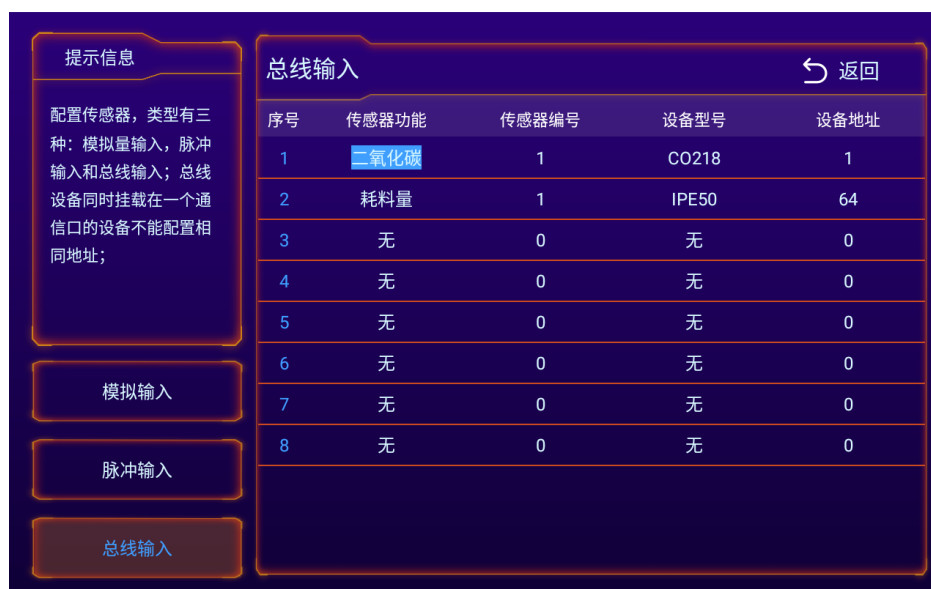 提示信息
配置传感器，类型有三
种：模拟量输入，脉冲
输入和总线输入；总线
设备同时挂载在一个通
信口的设备不能配置相
同地址；
模拟输入
脉冲输入
总线输入
总线输入 返回
序号 传感器功能 传感器编号 设备型号 设备地址
1 二氧化碳 1 CO218 1
2 耗料量 1 IPE50 64
3 无 0 无 0
4 无 0 无 0
5 无 0 无 0
6 无 0 无 0
7 无 0 无 0
8 无 0 无 0